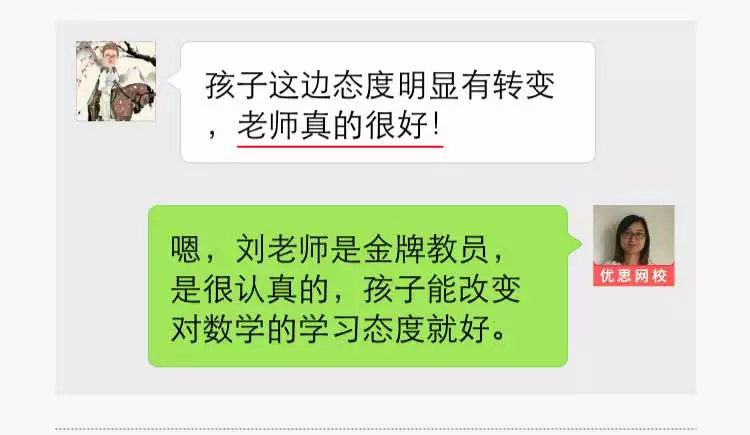 孩子这边态度明显有转变
，老师真的很好！
嗯，刘老师是金牌教员，
是很认真的，孩子能改变
对数学的学习态度就好。
优思网校